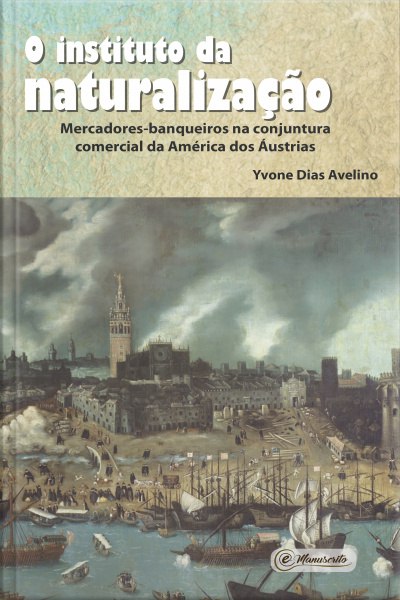 O instituto da
naturalização
Mercadores-banqueiros na conjuntura
comercial da América dos Áustrias
Yvone Dias Avelino
e Manuscrito